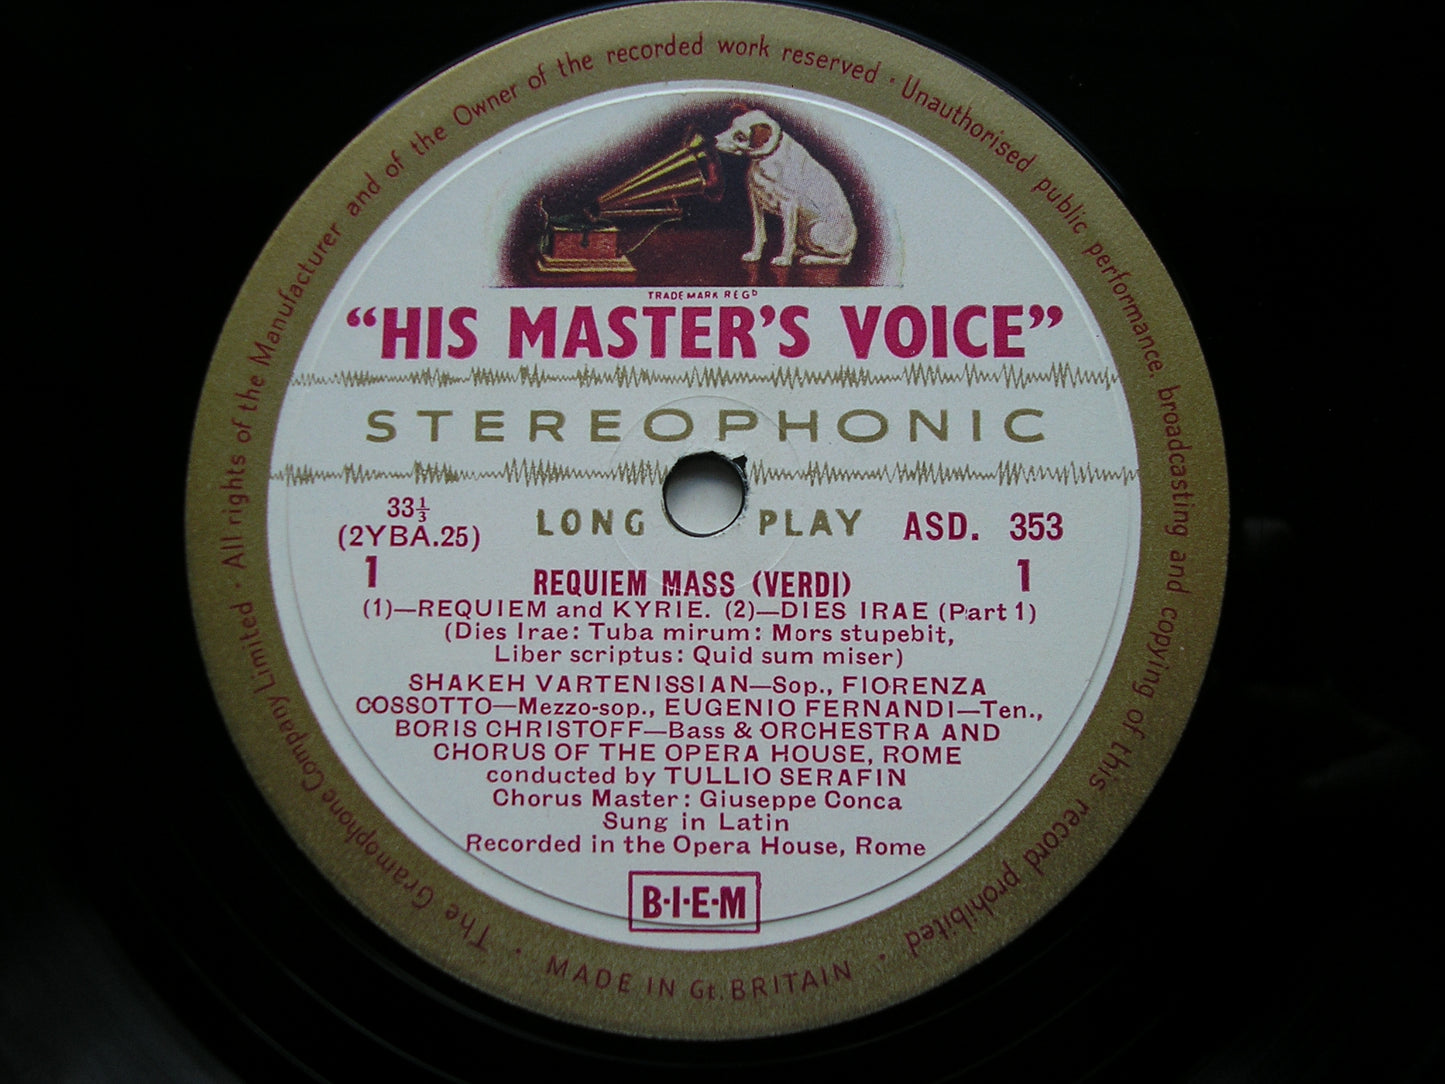 The Gramophone Company Limited · All rights of the Manufacturer and of the Owner of the recorded work reserved · Unauthorised public performance, broadcasting and copying of this record prohibited ·
TRADE MARK REGD
“HIS MASTER'S VOICE”
STEREOPHONIC
33⅓ LONG PLAY ASD. 353
(2YBA.25)
1 1
REQUIEM MASS (VERDI)
(1)—REQUIEM and KYRIE. (2)—DIES IRAE (Part 1)
(Dies Irae: Tuba mirum: Mors stupebit,
Liber scriptus: Quid sum miser)
SHAKEH VARTENISSIAN—Sop., FIORENZA
COSSOTTO—Mezzo-sop., EUGENIO FERNANDI—Ten.,
BORIS CHRISTOFF—Bass & ORCHESTRA AND
CHORUS OF THE OPERA HOUSE, ROME
conducted by TULLIO SERAFIN
Chorus Master: Giuseppe Conca
Sung in Latin
Recorded in the Opera House, Rome
B·I·E·M
MADE IN Gt. BRITAIN